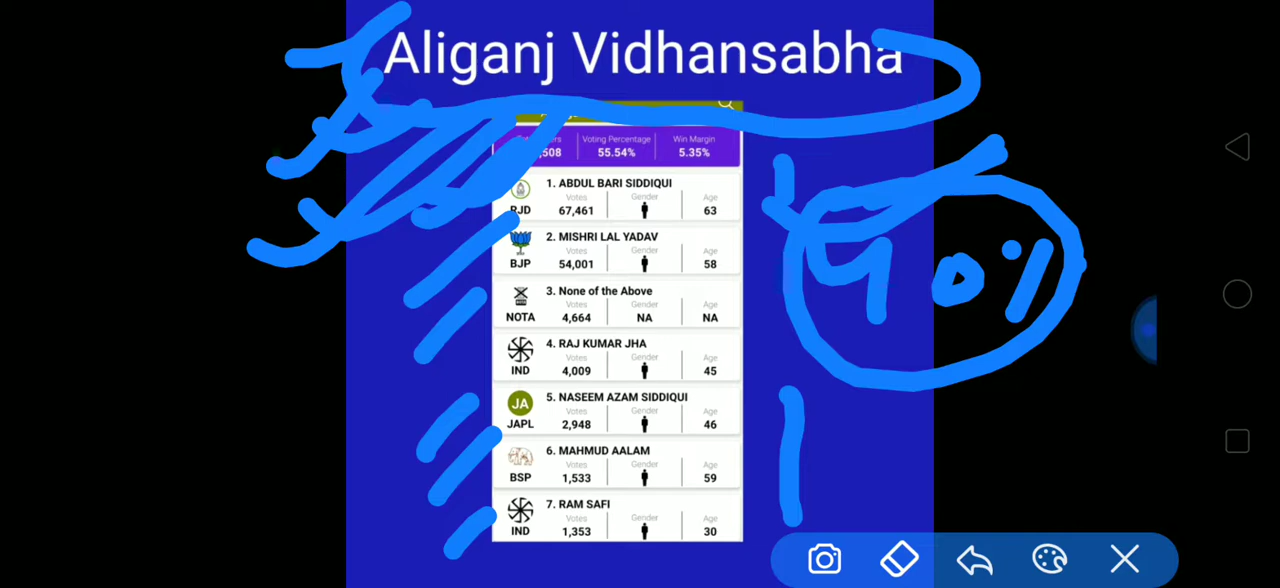 Aliganj Vidhansabha
Voting Percentage Win Margin
,508 55.54% 5.35%
1. ABDUL BARI SIDDIQUI
Votes Gender Age
RJD 67,461 63
2. MISHRI LAL YADAV
Votes Gender Age
BJP 54,001 58
3. None of the Above
Votes Gender Age
NOTA 4,664 NA NA
4. RAJ KUMAR JHA
Votes Gender Age
IND 4,009 45
JA 5. NASEEM AZAM SIDDIQUI
Votes Gender Age
JAPL 2,948 46
6. MAHMUD AALAM
Votes Gender Age
BSP 1,533 59
7. RAM SAFI
Votes Gender Age
IND 1,353 30
90%